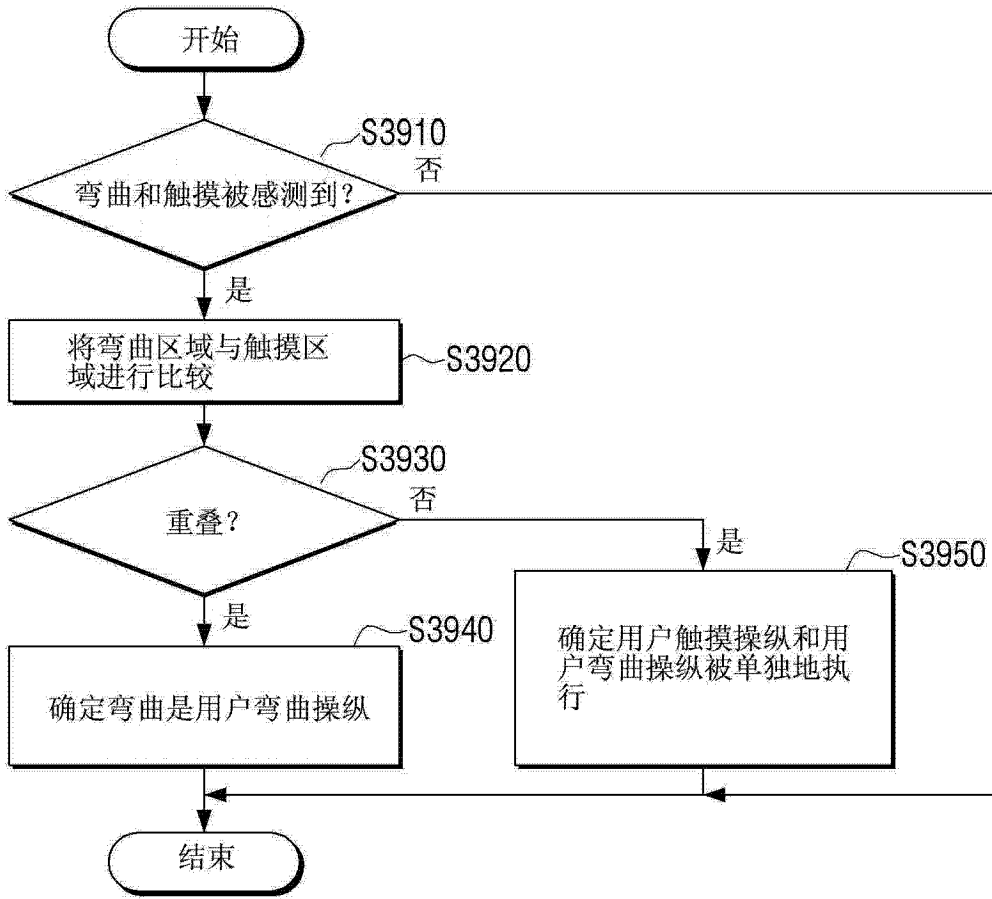 开始
S3910
弯曲和触摸被感测到?
否
是
将弯曲区域与触摸区
域进行比较
S3920
S3930
重叠?
否
是
是
S3940
确定弯曲是用户弯曲操纵
S3950
确定用户触摸操纵和用
户弯曲操纵被单独地执
行
结束